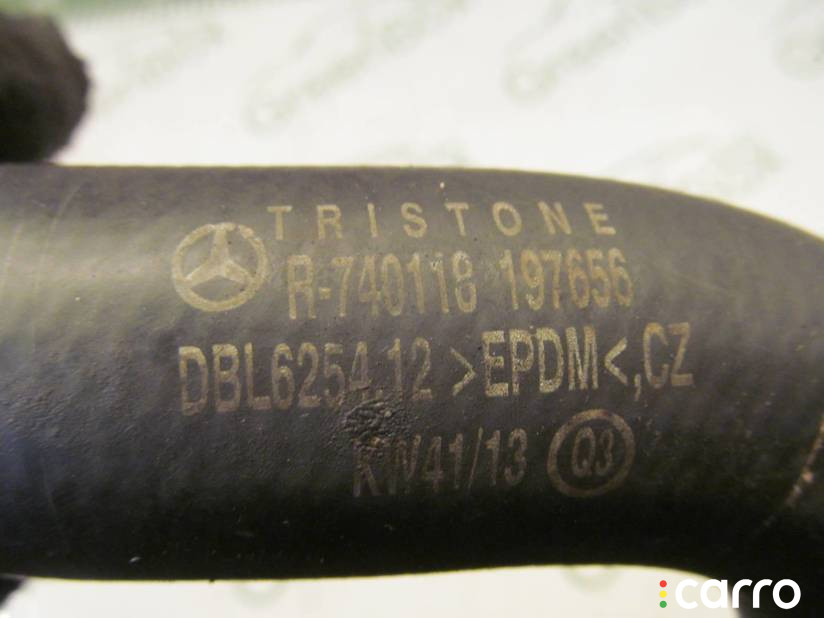 TRISTONE
R-740118 197656
DBL6254.12 >EPDM<,CZ
KW41/13 Q3
carro